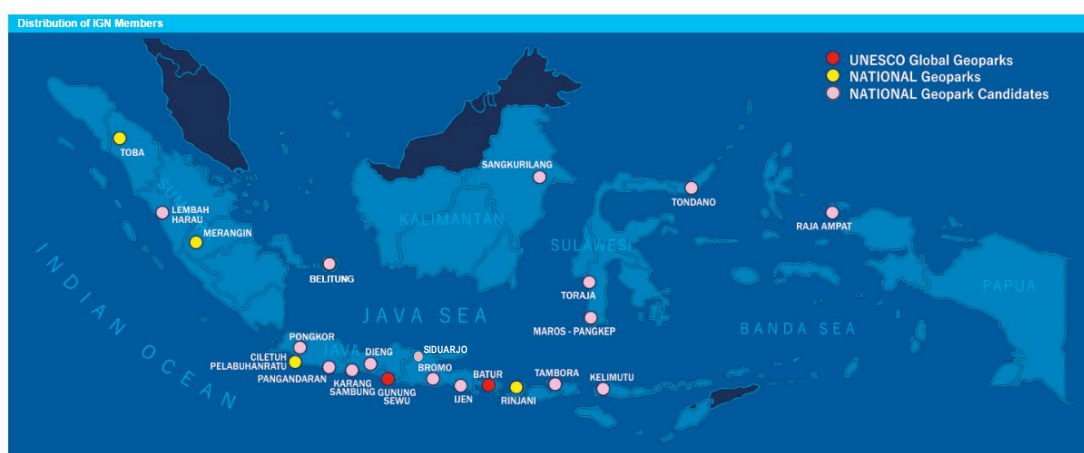 Distribution of IGN Members
UNESCO Global Geoparks
NATIONAL Geoparks
NATIONAL Geopark Candidates
TOBA
SANGKURILANG
TONDANO
LEMBAH
HARAU
MERANGIN
KALIMANTAN
SULAWESI
RAJA AMPAT
BELITUNG
TORAJA
PAPUA
INDIAN OCEAN
JAVA SEA
MAROS - PANGKEP
BANDA SEA
PONGKOR
JAVA
CILETUH
PELABUHANRATU
PANGANDARAN
KARANG
SAMBUNG
DIENG
GUNUNG
SEWU
SIDUARJO
BROMO
IJEN
BATUR
RINJANI
TAMBORA
KELIMUTU